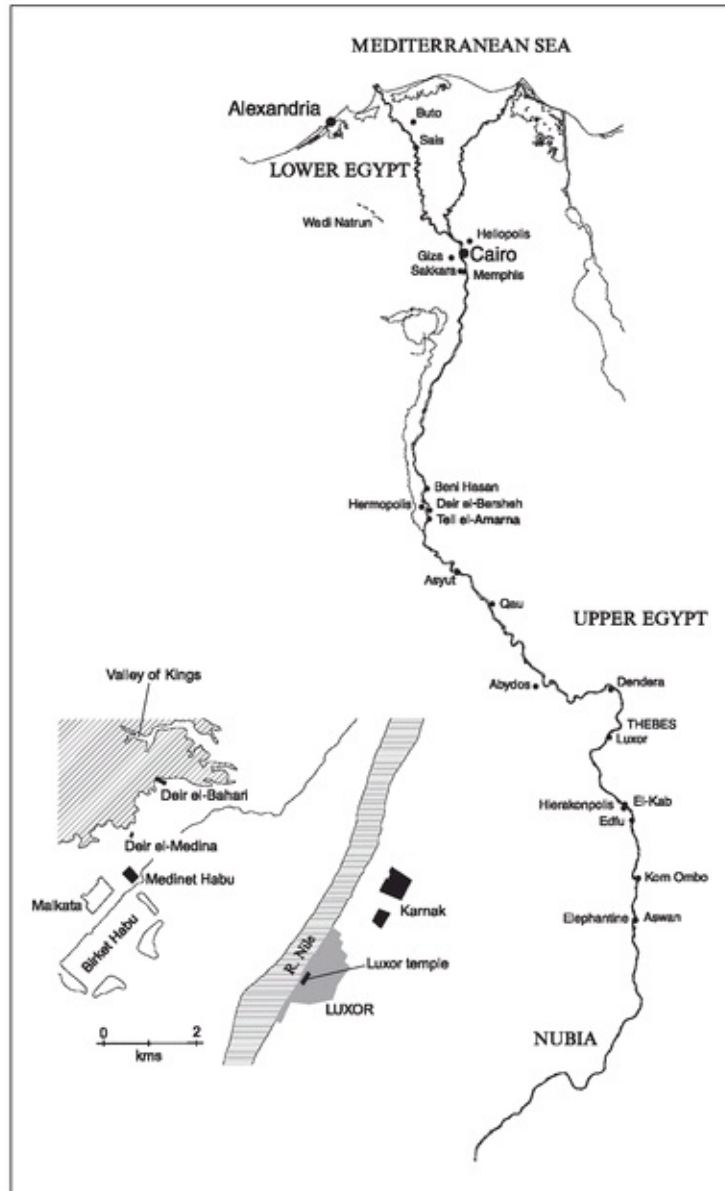 MEDITERRANEAN SEA
Alexandria
Buto
Sais
LOWER EGYPT
Wadi Natrun
Heliopolis
Giza
Cairo
Sakkara
Memphis
Beni Hasan
Hermopolis
Deir el-Bersheh
Tell el-Amarna
Asyut
Qau
UPPER EGYPT
Abydos
Dendera
THEBES
Luxor
Hierakonpolis
El-Kab
Edfu
Kom Ombo
Elephantine
Aswan
NUBIA
Valley of Kings
Deir el-Bahari
Deir el-Medina
Medinet Habu
Malkata
Birket Habu
Karnak
R. Nile
Luxor temple
LUXOR
0 2
kms